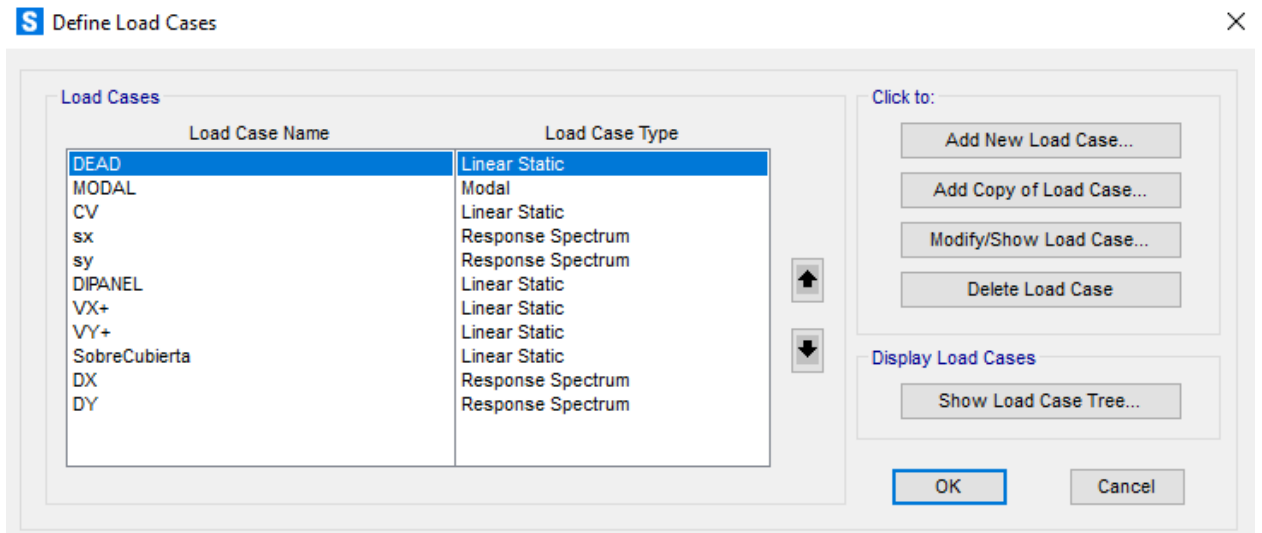 S Define Load Cases
Load Cases
Load Case Name Load Case Type
DEAD Linear Static
MODAL Modal
CV Linear Static
sx Response Spectrum
sy Response Spectrum
DIPANEL Linear Static
VX+ Linear Static
VY+ Linear Static
SobreCubierta Linear Static
DX Response Spectrum
DY Response Spectrum
Click to:
Add New Load Case...
Add Copy of Load Case...
Modify/Show Load Case...
Delete Load Case
Display Load Cases
Show Load Case Tree...
OK Cancel